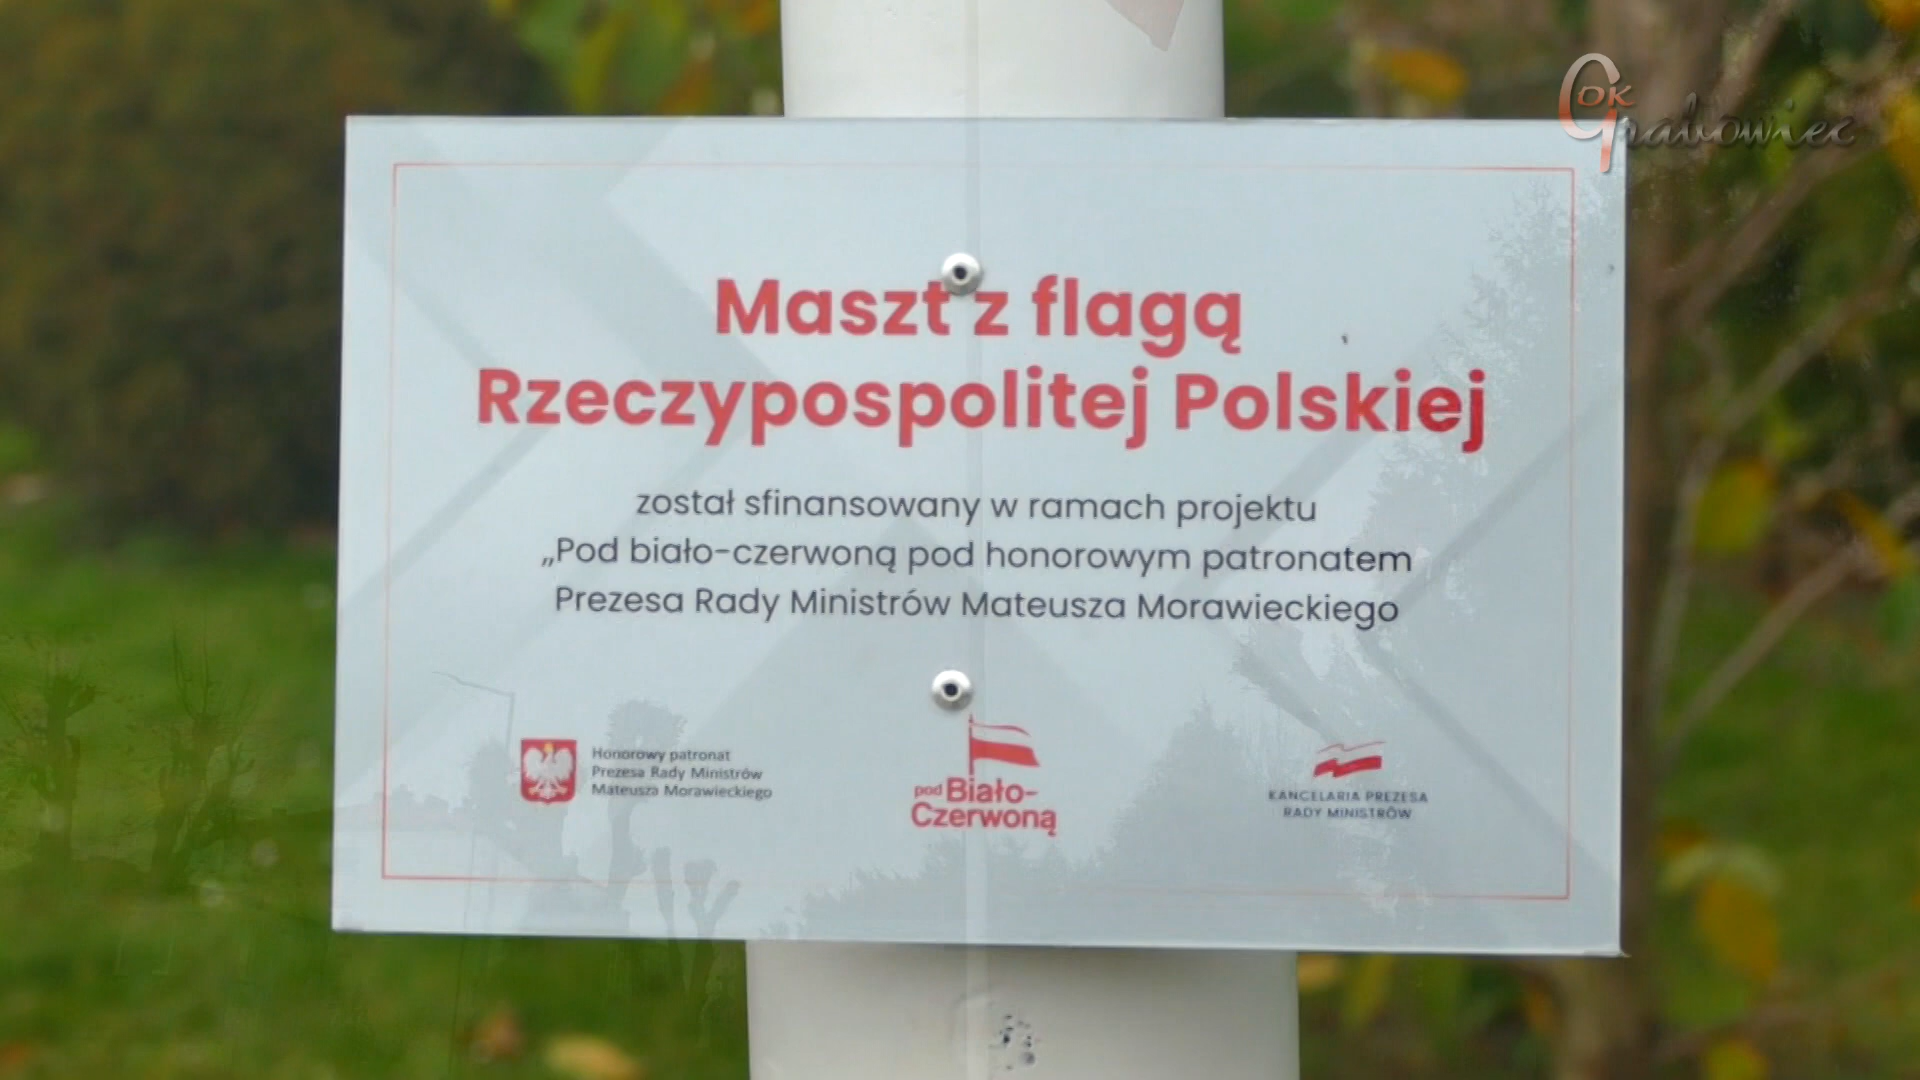 GOK Grabowiec
Maszt z flagą
Rzeczypospolitej Polskiej
został sfinansowany w ramach projektu
„Pod biało-czerwoną pod honorowym patronatem
Prezesa Rady Ministrów Mateusza Morawieckiego
Honorowy patronat
Prezesa Rady Ministrów
Mateusza Morawieckiego
pod Biało-
Czerwoną
KANCELARIA PREZESA
RADY MINISTRÓW